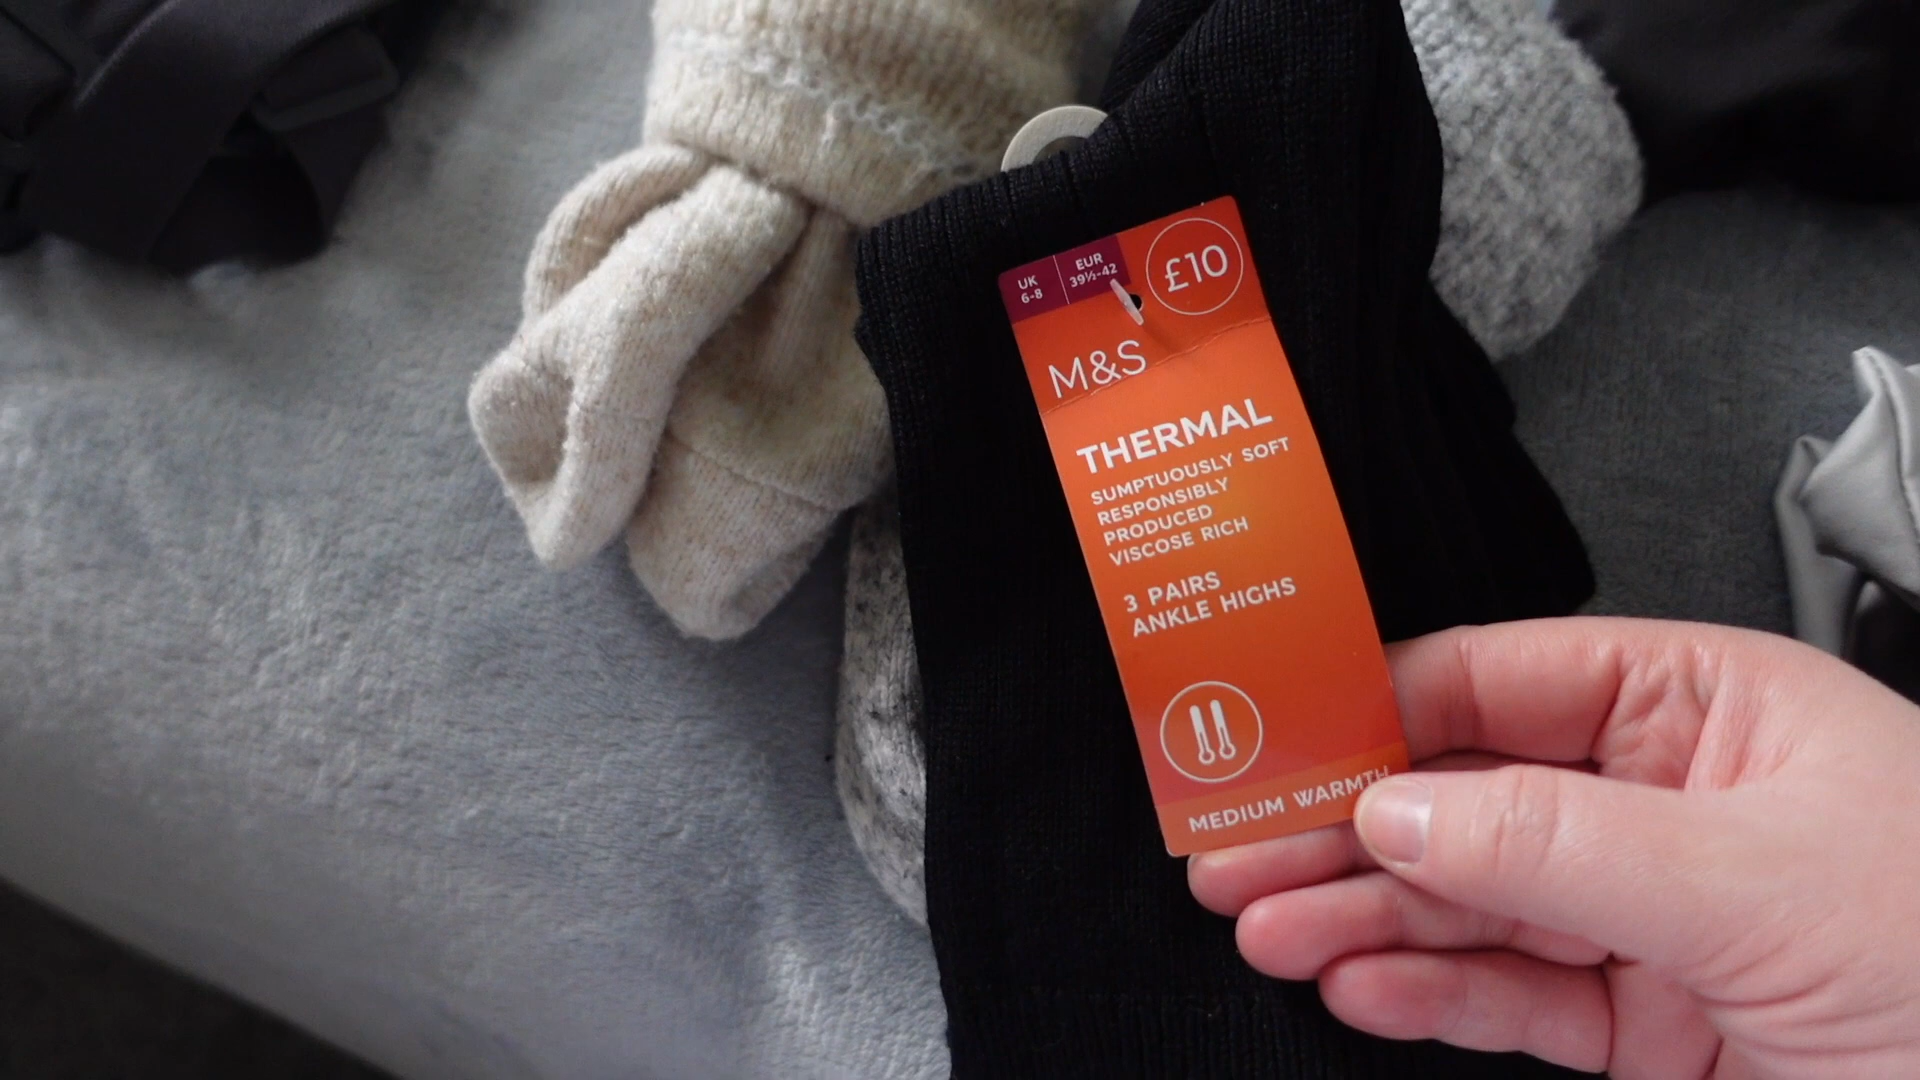 UK
6-8
EUR
39½-42
£10
M&S
THERMAL
SUMPTUOUSLY SOFT
RESPONSIBLY
PRODUCED
VISCOSE RICH
3 PAIRS
ANKLE HIGHS
MEDIUM WARMTH